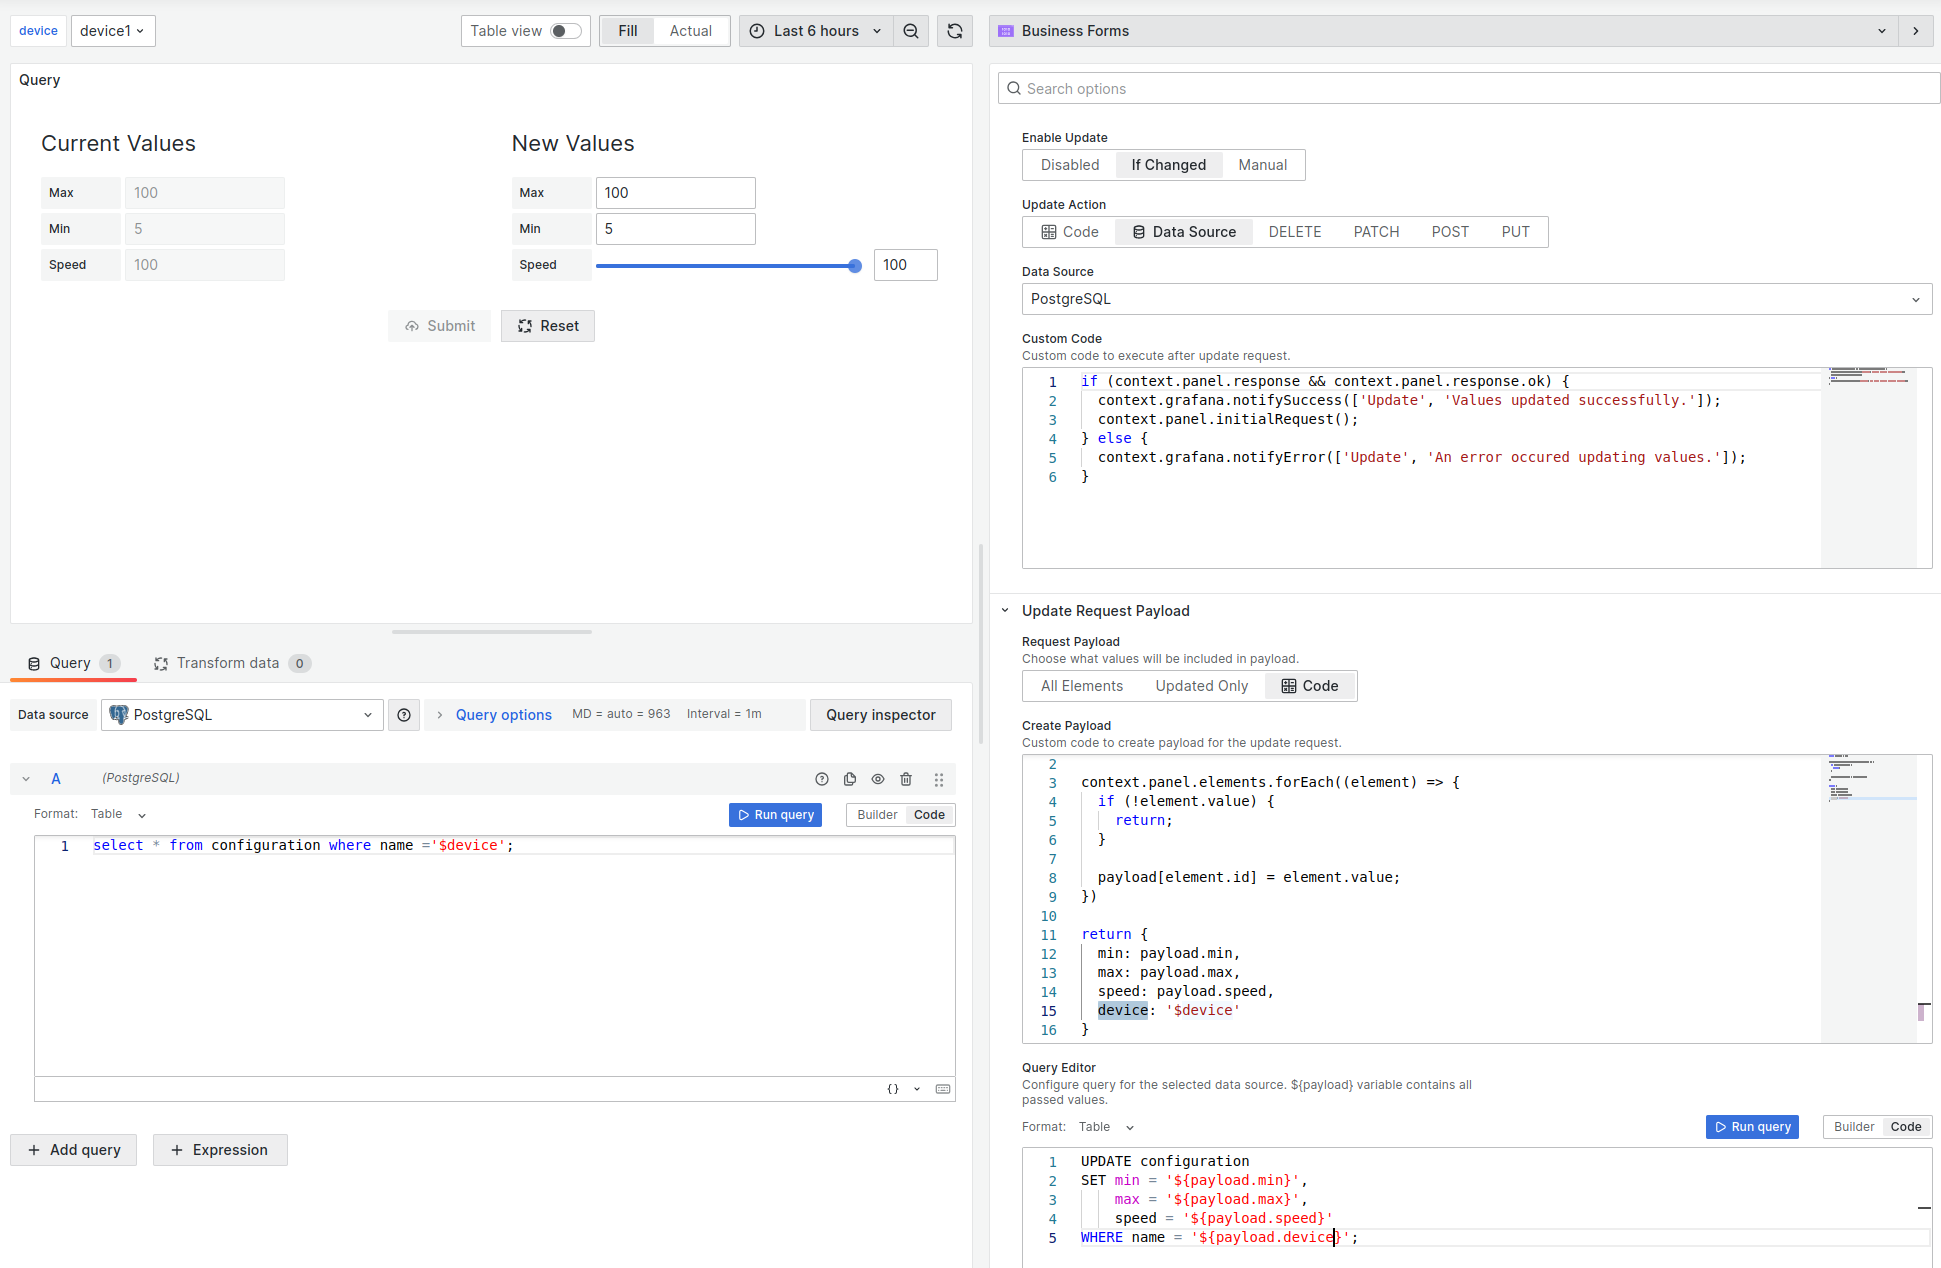 device
device1
Table view
Fill
Actual
Last 6 hours
Business Forms
Query
Current Values
Max
100
Min
5
Speed
100
New Values
Max
100
Min
5
Speed
100
Submit
Reset
Query
1
Transform data
0
Data source
PostgreSQL
Query options
MD = auto = 963
Interval = 1m
Query inspector
A
(PostgreSQL)
Format:
Table
Run query
Builder
Code
1
select * from configuration where name ='$device';
{}
Add query
Expression
Search options
Enable Update
Disabled
If Changed
Manual
Update Action
Code
Data Source
DELETE
PATCH
POST
PUT
Data Source
PostgreSQL
Custom Code
Custom code to execute after update request.
1 if (context.panel.response && context.panel.response.ok) {
2 context.grafana.notifySuccess(['Update', 'Values updated successfully.']);
3 context.panel.initialRequest();
4 } else {
5 context.grafana.notifyError(['Update', 'An error occured updating values.']);
6 }
Update Request Payload
Request Payload
Choose what values will be included in payload.
All Elements
Updated Only
Code
Create Payload
Custom code to create payload for the update request.
2
3 context.panel.elements.forEach((element) => {
4 if (!element.value) {
5 return;
6 }
7
8 payload[element.id] = element.value;
9 })
10
11 return {
12 min: payload.min,
13 max: payload.max,
14 speed: payload.speed,
15 device: '$device'
16 }
Query Editor
Configure query for the selected data source. ${payload} variable contains all
passed values.
Format:
Table
Run query
Builder
Code
1 UPDATE configuration
2 SET min = '${payload.min}',
3 max = '${payload.max}',
4 speed = '${payload.speed}'
5 WHERE name = '${payload.device}';